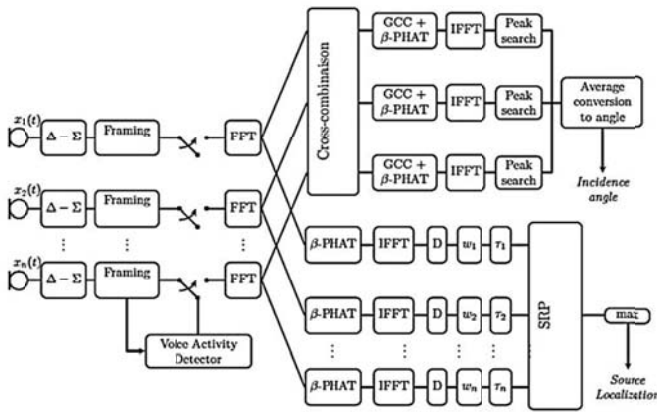 GCC + β-PHAT
IFFT
Peak search
x₁(t)
Δ − Σ
Framing
FFT
Cross-combinaison
GCC + β-PHAT
IFFT
Peak search
Average conversion to angle
x₂(t)
Δ − Σ
Framing
FFT
GCC + β-PHAT
IFFT
Peak search
Incidence angle
xₙ(t)
Δ − Σ
Framing
FFT
Voice Activity Detector
β-PHAT
IFFT
D
w₁
τ₁
β-PHAT
IFFT
D
w₂
τ₂
β-PHAT
IFFT
D
wₙ
τₙ
SRP
max
Source Localization